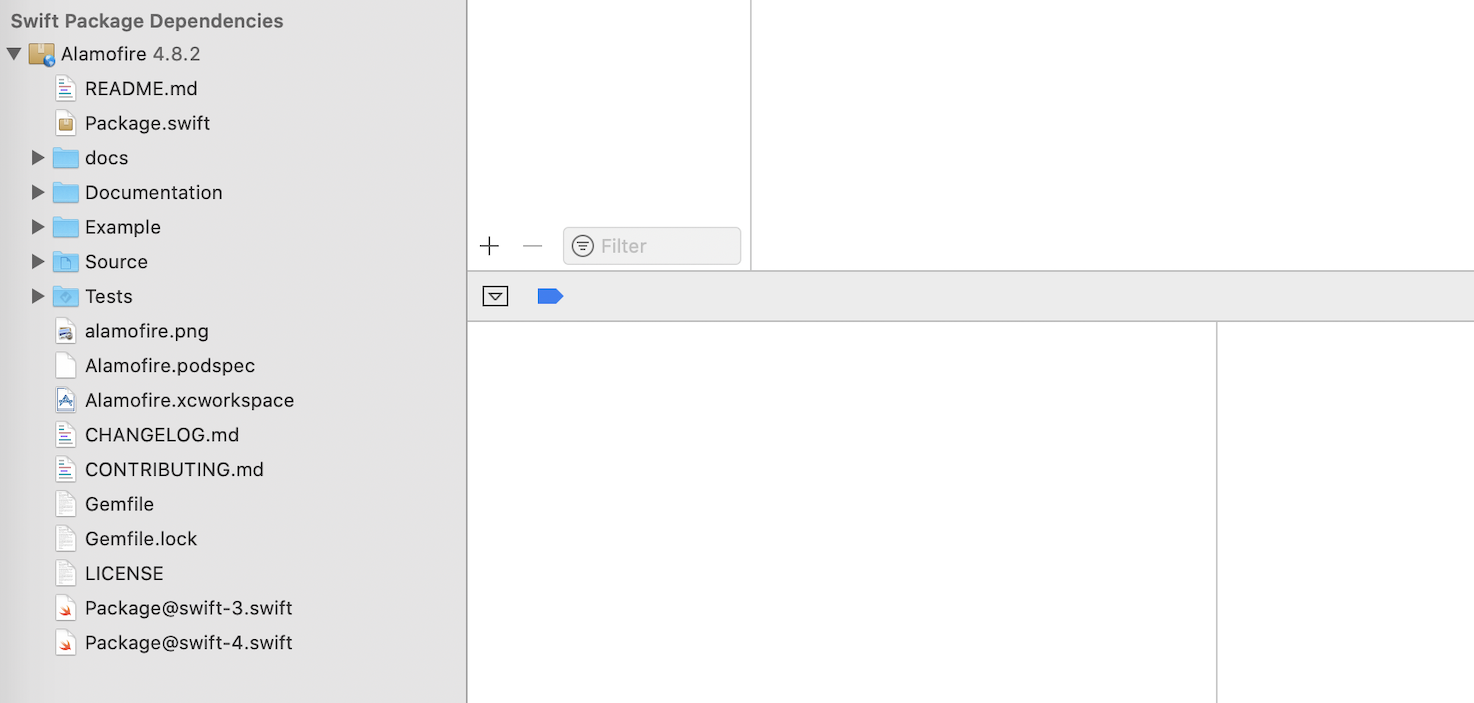 Swift Package Dependencies
Alamofire 4.8.2
README.md
Package.swift
docs
Documentation
Example
Source
Tests
alamofire.png
Alamofire.podspec
Alamofire.xcworkspace
CHANGELOG.md
CONTRIBUTING.md
Gemfile
Gemfile.lock
LICENSE
Package@swift-3.swift
Package@swift-4.swift
Filter